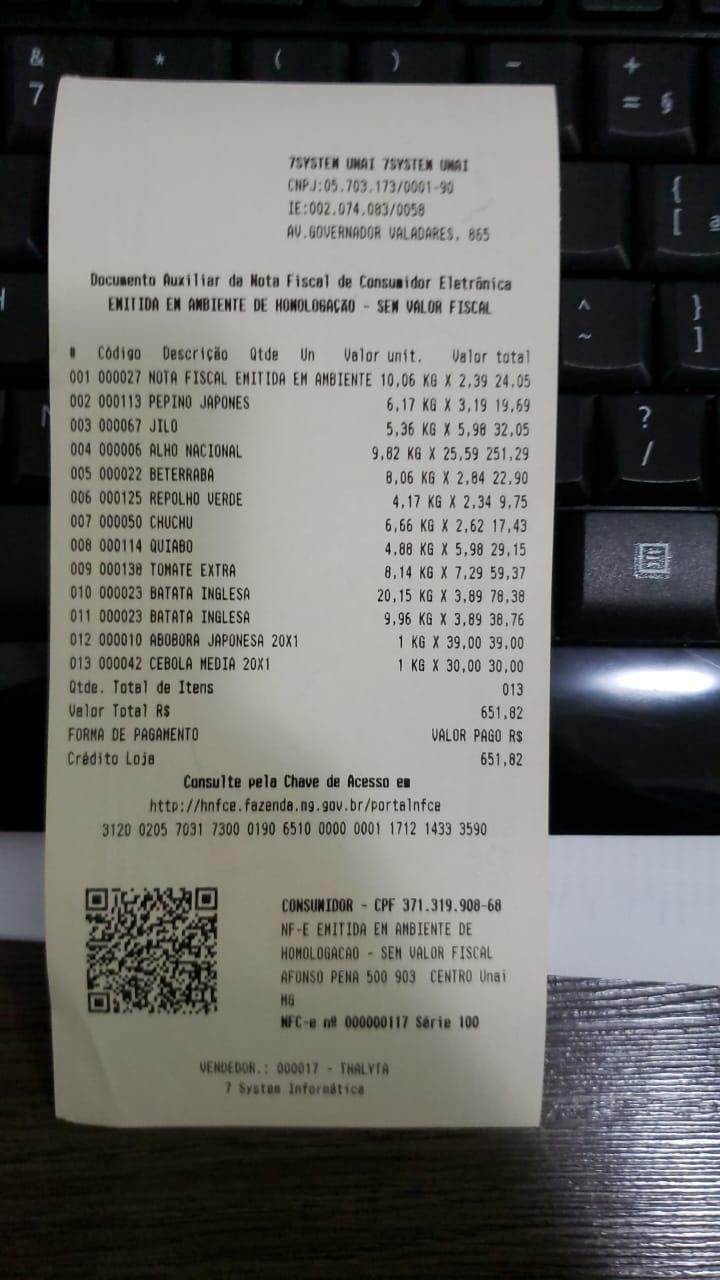 7SYSTEM UNAI 7SYSTEM UNAI
CNPJ:05.703.173/0001-90
IE:002.074.083/0058
AV.GOVERNADOR VALADARES, 865
Documento Auxiliar da Nota Fiscal de Consumidor Eletrônica
EMITIDA EM AMBIENTE DE HOMOLOGAÇÃO - SEM VALOR FISCAL
# Código Descrição Qtde Un Valor unit. Valor total
001 000027 NOTA FISCAL EMITIDA EM AMBIENTE 10,06 KG X 2,39 24,05
002 000113 PEPINO JAPONES 6,17 KG X 3,19 19,69
003 000067 JILO 5,36 KG X 5,98 32,05
004 000006 ALHO NACIONAL 9,82 KG X 25,59 251,29
005 000022 BETERRABA 8,06 KG X 2,84 22,90
006 000125 REPOLHO VERDE 4,17 KG X 2,34 9,75
007 000050 CHUCHU 6,66 KG X 2,62 17,43
008 000114 QUIABO 4,88 KG X 5,98 29,15
009 000138 TOMATE EXTRA 8,14 KG X 7,29 59,37
010 000023 BATATA INGLESA 20,15 KG X 3,89 78,38
011 000023 BATATA INGLESA 9,96 KG X 3,89 38,76
012 000010 ABOBORA JAPONESA 20X1 1 KG X 39,00 39,00
013 000042 CEBOLA MEDIA 20X1 1 KG X 30,00 30,00
Qtde. Total de Itens 013
Valor Total R$ 651,82
FORMA DE PAGAMENTO VALOR PAGO R$
Crédito Loja 651,82
Consulte pela Chave de Acesso em
http://hnfce.fazenda.mg.gov.br/portalnfce
3120 0205 7031 7300 0190 6510 0000 0001 1712 1433 3590
CONSUMIDOR - CPF 371.319.908-68
NF-E EMITIDA EM AMBIENTE DE
HOMOLOGACAO - SEM VALOR FISCAL
AFONSO PENA 500 903 CENTRO Unai
MG
NFC-e nº 000000117 Série 100
VENDEDOR.: 000017 - THALYTA
7 System Informática
& * ( ) _ +
7 = §
{
[ ª
^ }
~ ]
?
/